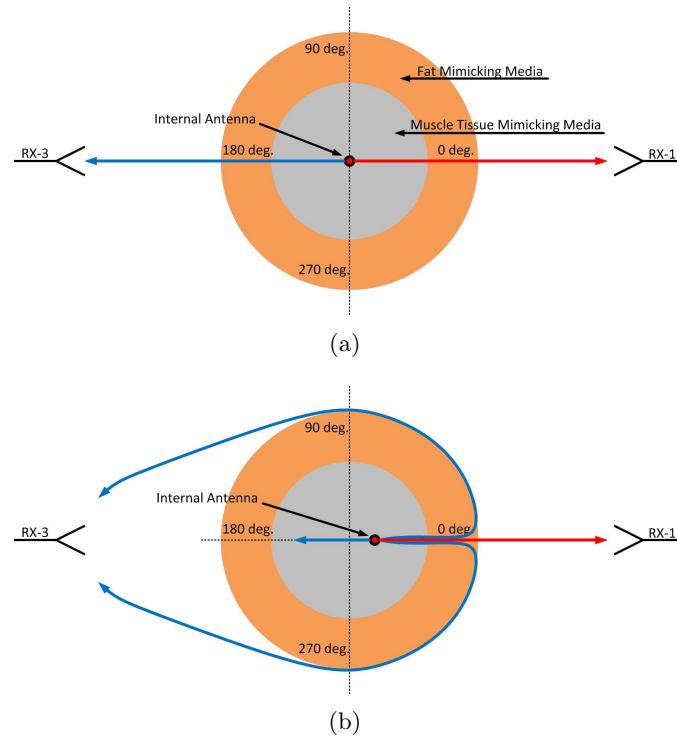 90 deg.
Fat Mimicking Media
Internal Antenna
Muscle Tissue Mimicking Media
RX-3
180 deg.
0 deg.
RX-1
270 deg.
(a)
90 deg.
Internal Antenna
RX-3
180 deg.
0 deg.
RX-1
270 deg.
(b)